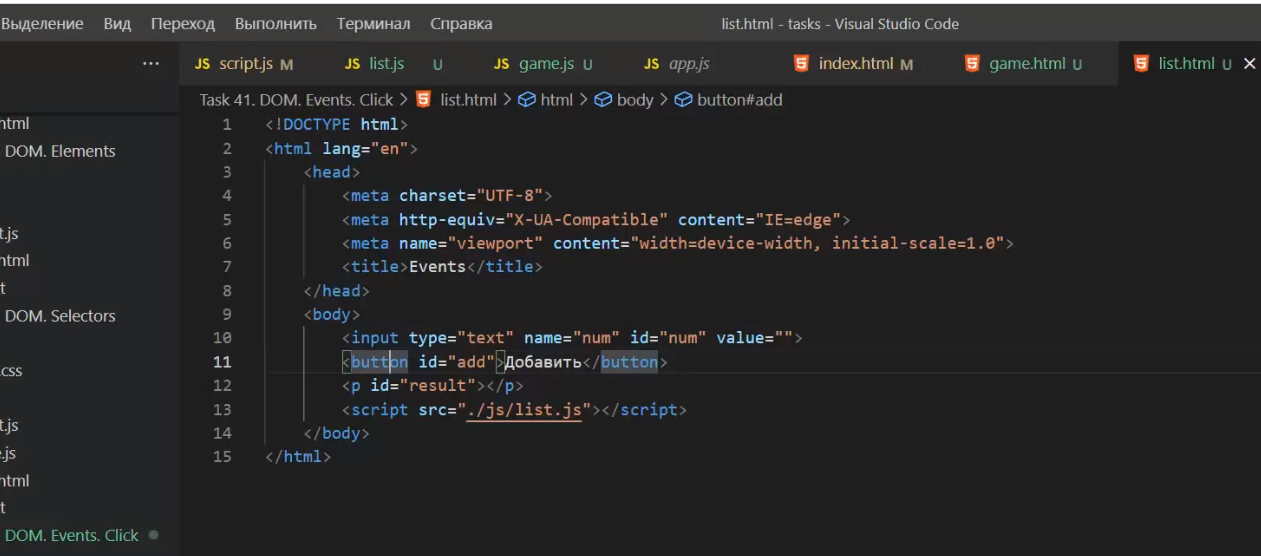 Выделение Вид Переход Выполнить Терминал Справка list.html - tasks - Visual Studio Code
... JS script.js M JS list.js U JS game.js U JS app.js index.html M game.html U list.html U ×
Task 41. DOM. Events. Click > list.html > html > body > button#add
html
DOM. Elements
t.js
html
t
DOM. Selectors
.css
t.js
.js
html
t
DOM. Events. Click
1 <!DOCTYPE html>
2 <html lang="en">
3 <head>
4 <meta charset="UTF-8">
5 <meta http-equiv="X-UA-Compatible" content="IE=edge">
6 <meta name="viewport" content="width=device-width, initial-scale=1.0">
7 <title>Events</title>
8 </head>
9 <body>
10 <input type="text" name="num" id="num" value="">
11 <button id="add">Добавить</button>
12 <p id="result"></p>
13 <script src="./js/list.js"></script>
14 </body>
15 </html>